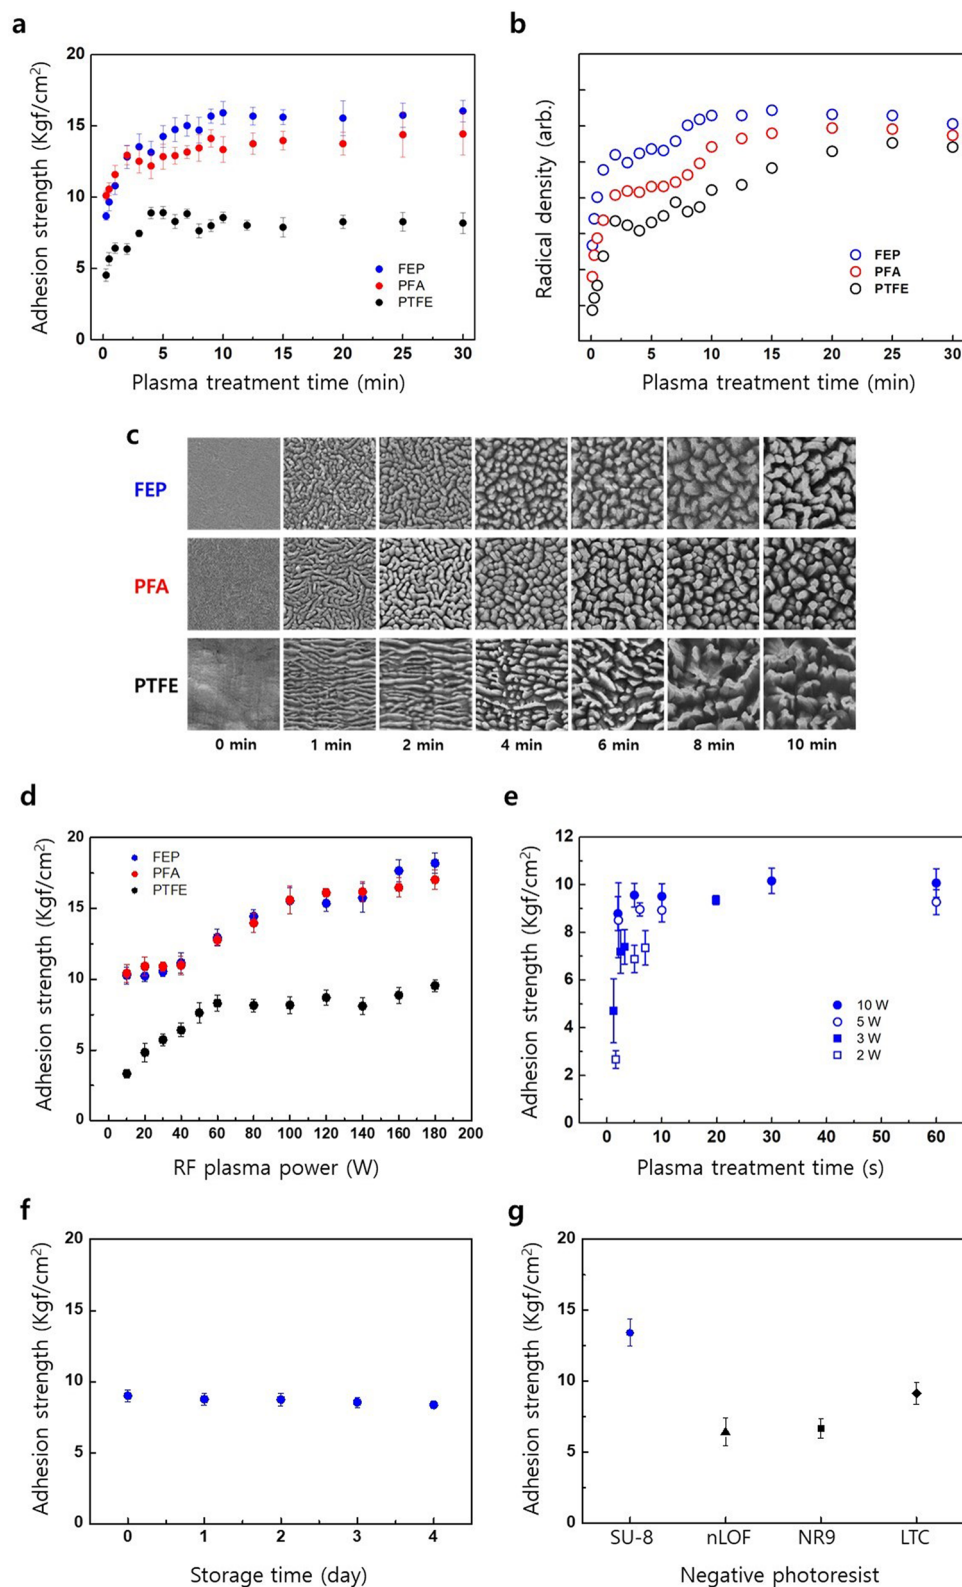 a
20
15
10
5
0
Adhesion strength (Kgf/cm²)
FEP
PFA
PTFE
0 5 10 15 20 25 30
Plasma treatment time (min)
b
Radical density (arb.)
FEP
PFA
PTFE
0 5 10 15 20 25 30
Plasma treatment time (min)
c
FEP
PFA
PTFE
0 min 1 min 2 min 4 min 6 min 8 min 10 min
d
20
15
10
5
0
Adhesion strength (Kgf/cm²)
FEP
PFA
PTFE
0 20 40 60 80 100 120 140 160 180 200
RF plasma power (W)
e
12
10
8
6
4
2
0
Adhesion strength (Kgf/cm²)
10 W
5 W
3 W
2 W
0 10 20 30 40 50 60
Plasma treatment time (s)
f
20
15
10
5
0
Adhesion strength (Kgf/cm²)
0 1 2 3 4
Storage time (day)
g
20
15
10
5
0
Adhesion strength (Kgf/cm²)
SU-8 nLOF NR9 LTC
Negative photoresist